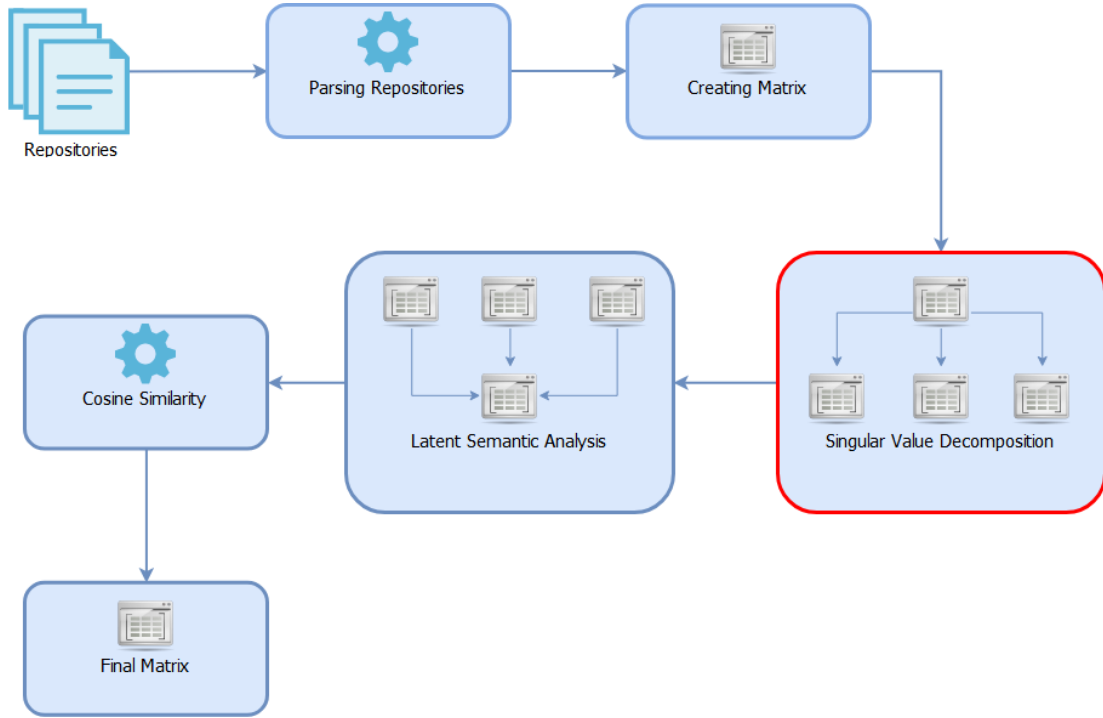 Repositories
Parsing Repositories
Creating Matrix
Singular Value Decomposition
Latent Semantic Analysis
Cosine Similarity
Final Matrix